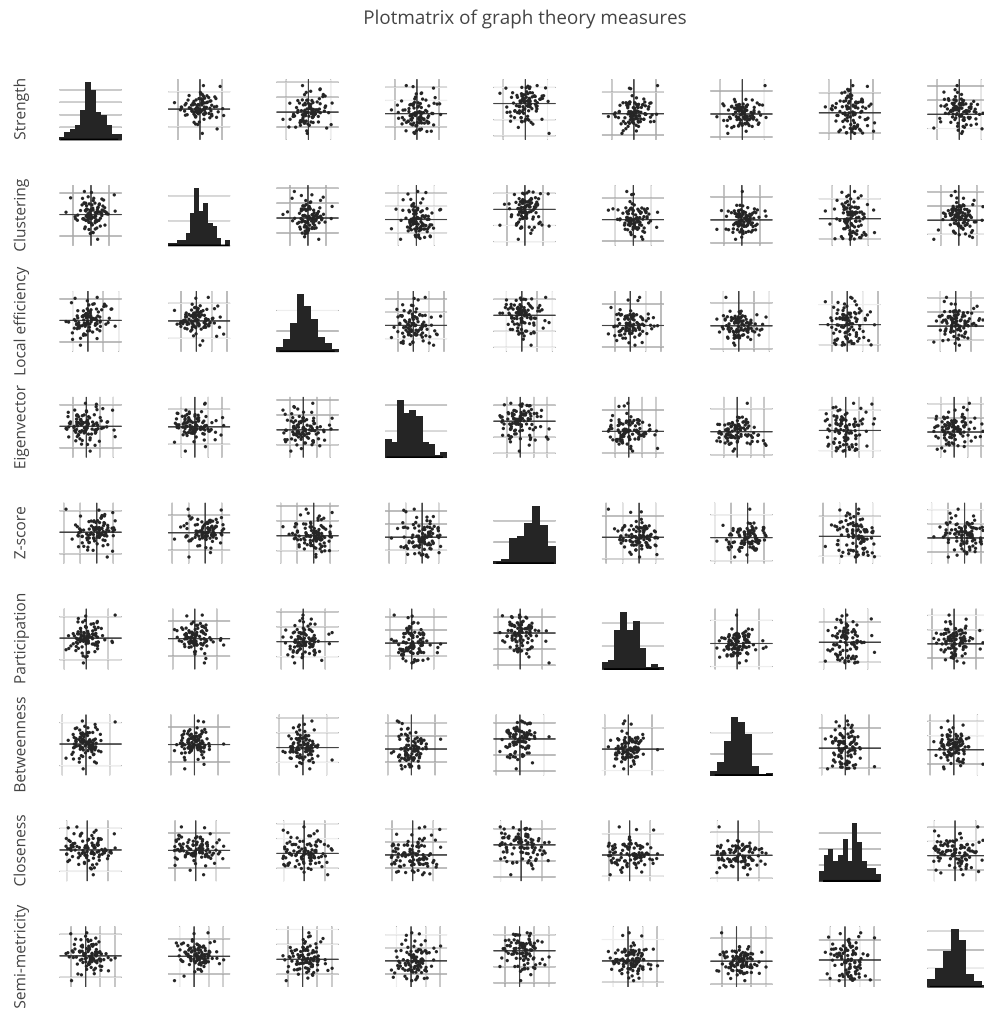 Plotmatrix of graph theory measures
Strength
Clustering
Local efficiency
Eigenvector
Z-score
Participation
Betweenness
Closeness
Semi-metricity